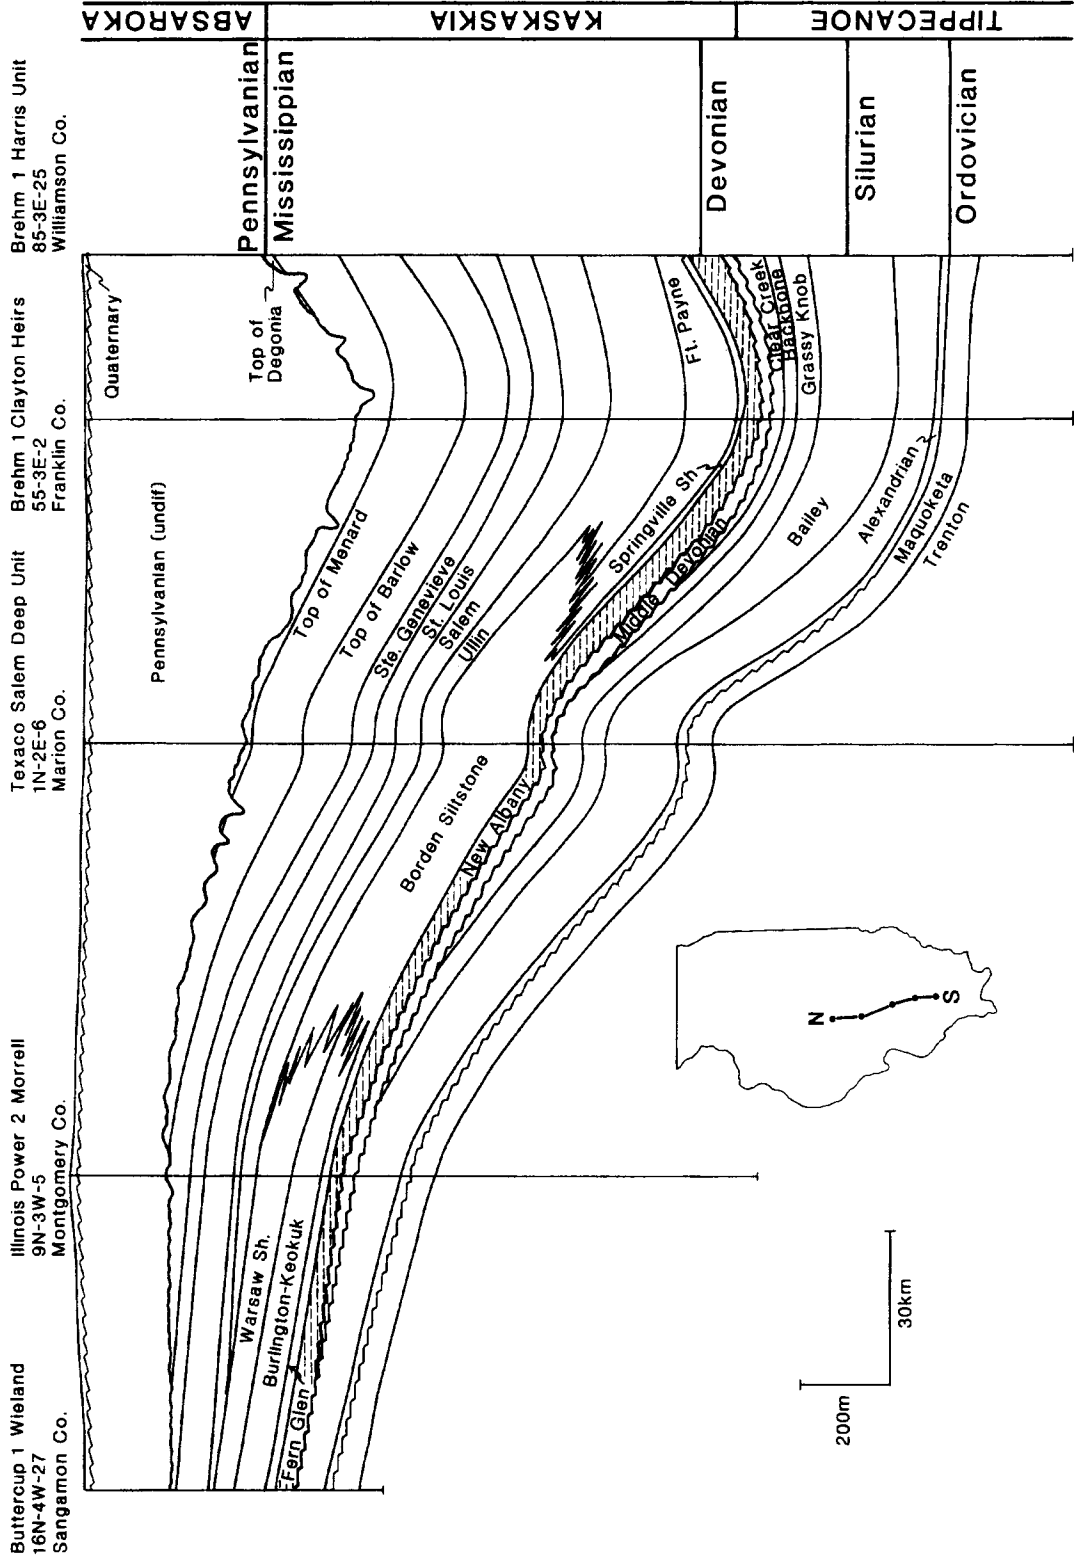 Buttercup 1 Wieland
16N-4W-27
Sangamon Co.
Illinois Power 2 Morrell
9N-3W-5
Montgomery Co.
Texaco Salem Deep Unit
1N-2E-6
Marion Co.
Brehm 1 Clayton Heirs
55-3E-2
Franklin Co.
Brehm 1 Harris Unit
85-3E-25
Williamson Co.
Quaternary
Pennsylvanian (undif)
Top of
Degonia
Top of Menard
Top of Barlow
Ste. Genevieve
St. Louis
Salem
Ullin
Borden Siltstone
Warsaw Sh.
Burlington-Keokuk
Fern Glen
New Albany
Springville Sh
Ft. Payne
Middle Devonian
Clear Creek
Backbone
Grassy Knob
Bailey
Alexandrian
Maquoketa
Trenton
Pennsylvanian
Mississippian
Devonian
Silurian
Ordovician
ABSAROKA
KASKASKIA
TIPPECANOE
N
S
200m
30km